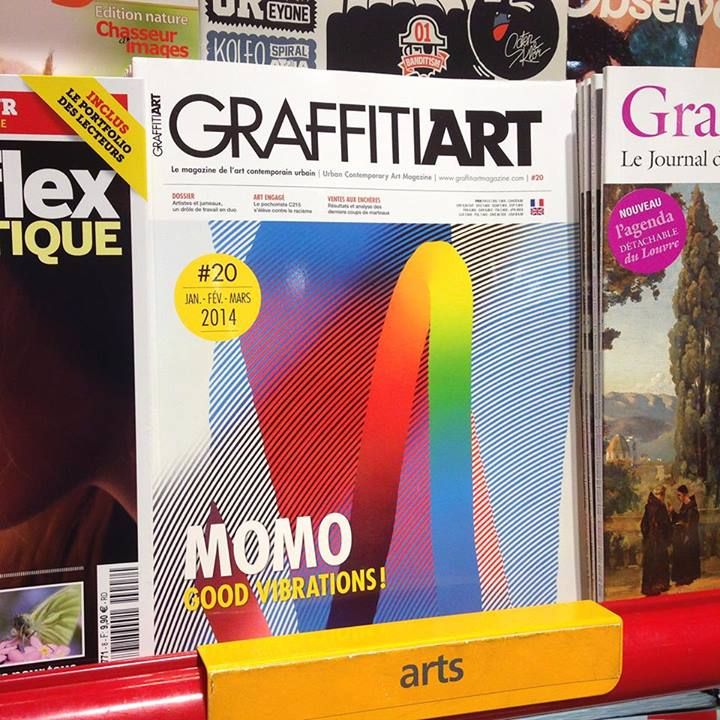 Edition nature
Chasseur
d'images
EYONE
KOLEO SPIRAL
01
BANDITISM
Observ
INCLUS
LE PORTFOLIO
DES LECTEURS
flex
TIQUE
9,90 €
GRAFFITIART
GRAFFITIART
Le magazine de l'art contemporain urbain | Urban Contemporary Art Magazine | www.graffitiartmagazine.com | #20
DOSSIER
Artistes et jumeaux,
un drôle de travail en duo
ART ENGAGÉ
Le pochoiriste C215
s'élève contre le racisme
VENTES AUX ENCHÈRES
Résultats et analyse des
derniers coups de marteaux
#20
JAN.- FÉV.- MARS
2014
MOMO
GOOD VIBRATIONS !
Gra
Le Journal d
NOUVEAU
l'agenda
DÉTACHABLE
du Louvre
arts